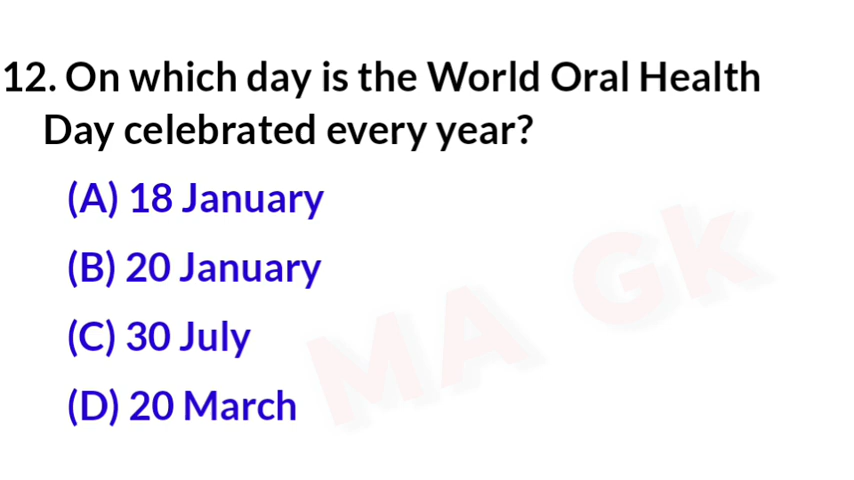 12. On which day is the World Oral Health
Day celebrated every year?
(A) 18 January
(B) 20 January
(C) 30 July
(D) 20 March
MA Gk